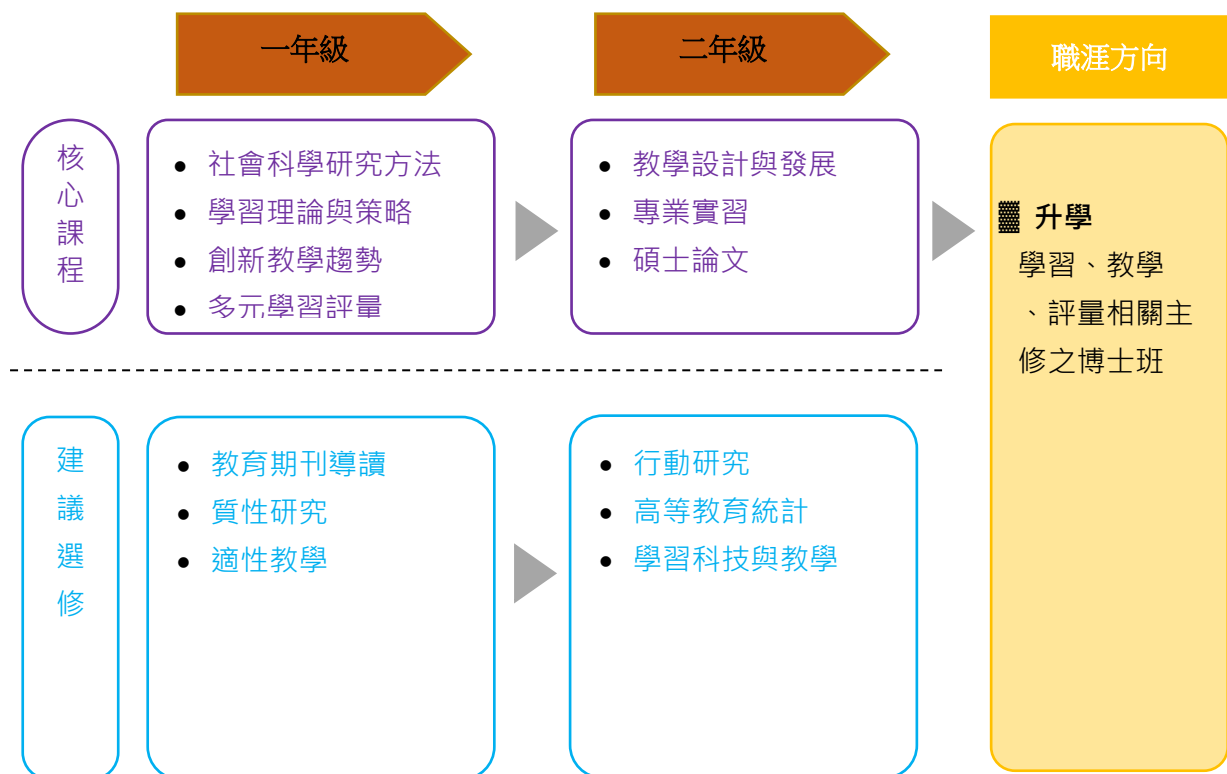 一年級
二年級
職涯方向
核心課程
社會科學研究方法
學習理論與策略
創新教學趨勢
多元學習評量
教學設計與發展
專業實習
碩士論文
▓ 升學
學習、教學
、評量相關主
修之博士班
建議選修
教育期刊導讀
質性研究
適性教學
行動研究
高等教育統計
學習科技與教學